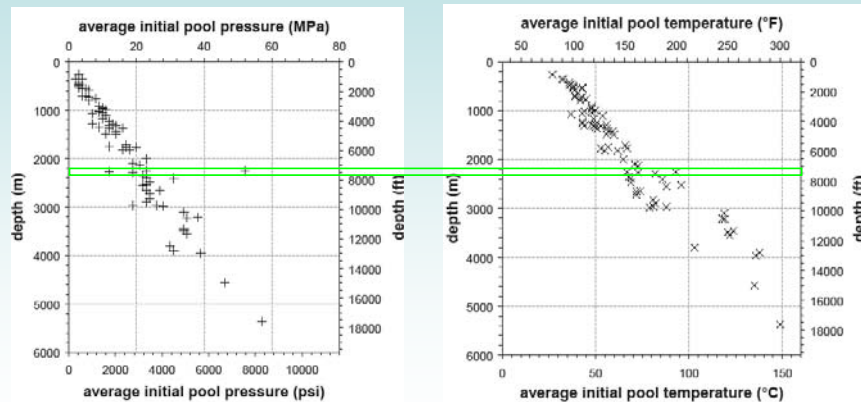 average initial pool pressure (MPa)
0 20 40 60 80
0 0
1000 2000
4000
2000 6000
8000
3000 10000
12000
4000 14000
5000 16000
18000
6000
depth (m)
depth (ft)
0 2000 4000 6000 8000 10000
average initial pool pressure (psi)
average initial pool temperature (°F)
50 100 150 200 250 300
0 0
1000 2000
4000
2000 6000
8000
3000 10000
12000
4000 14000
5000 16000
18000
6000
depth (m)
depth (ft)
0 50 100 150
average initial pool temperature (°C)